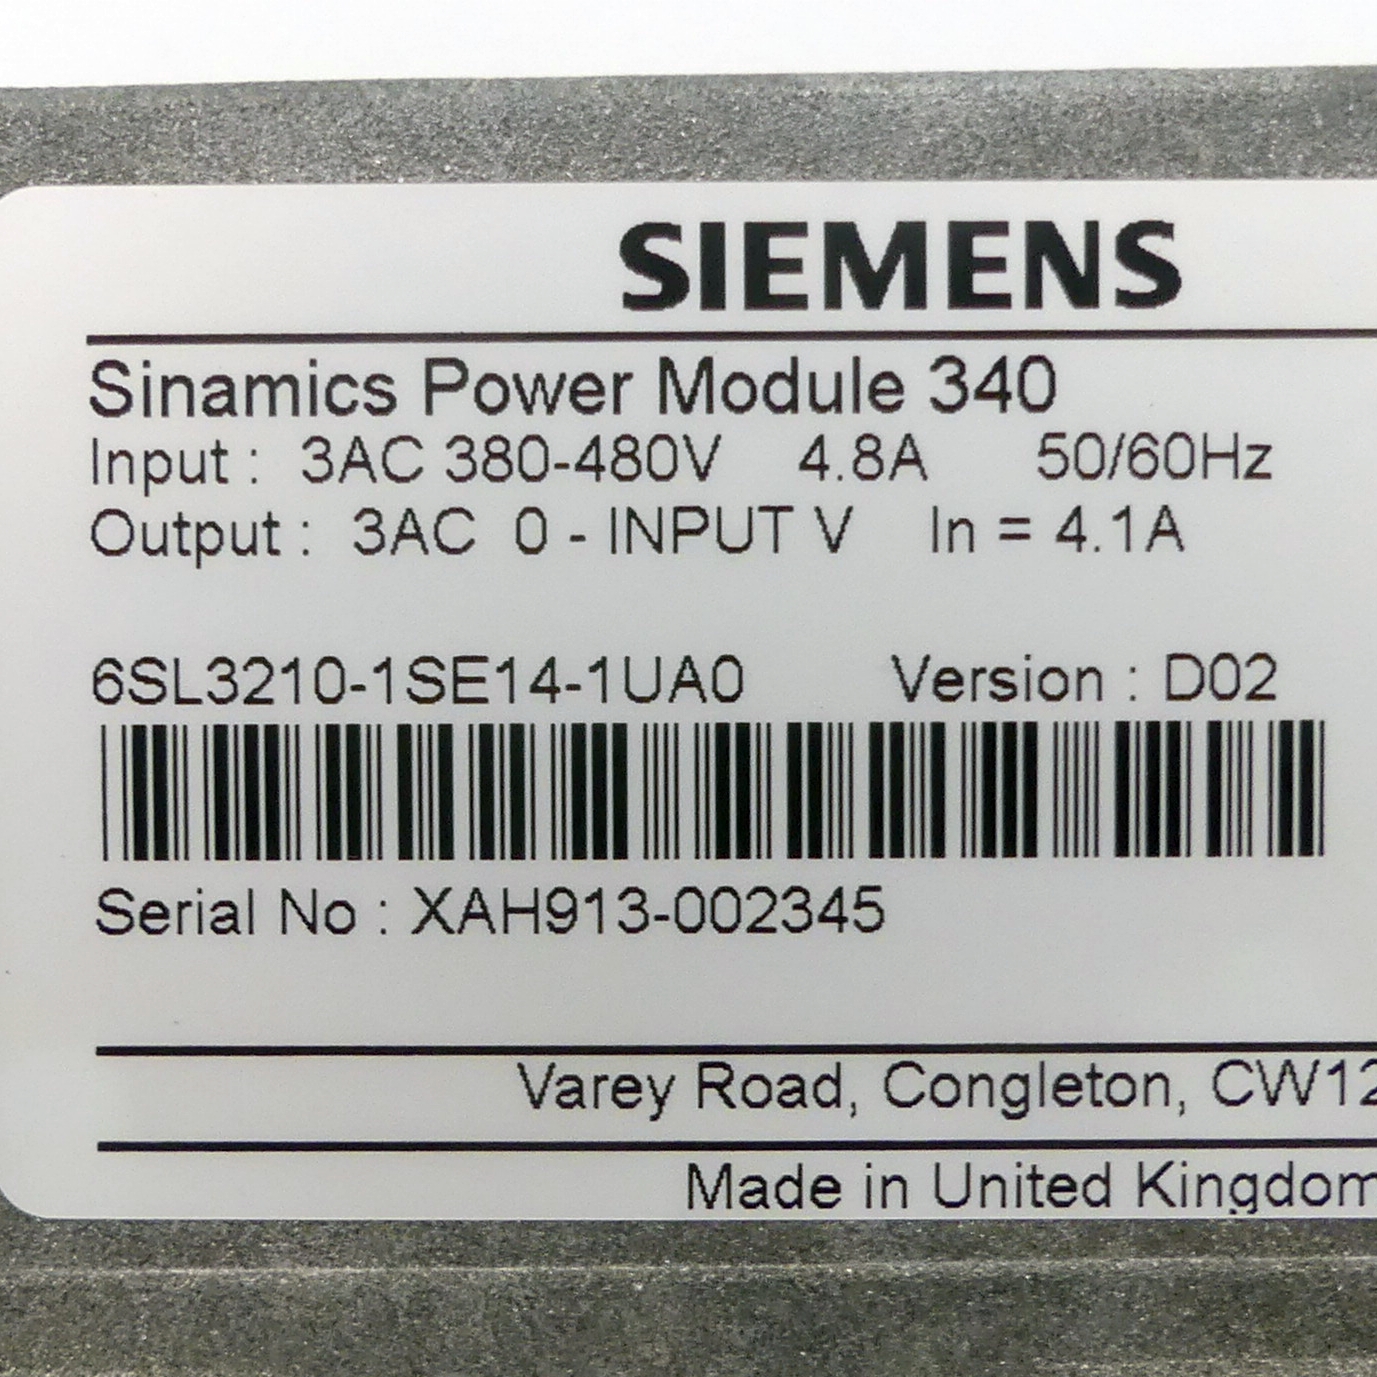 SIEMENS
Sinamics Power Module 340
Input : 3AC 380-480V 4.8A 50/60Hz
Output : 3AC 0 - INPUT V In = 4.1A
6SL3210-1SE14-1UA0 Version : D02
Serial No : XAH913-002345
Varey Road, Congleton, CW12
Made in United Kingdom